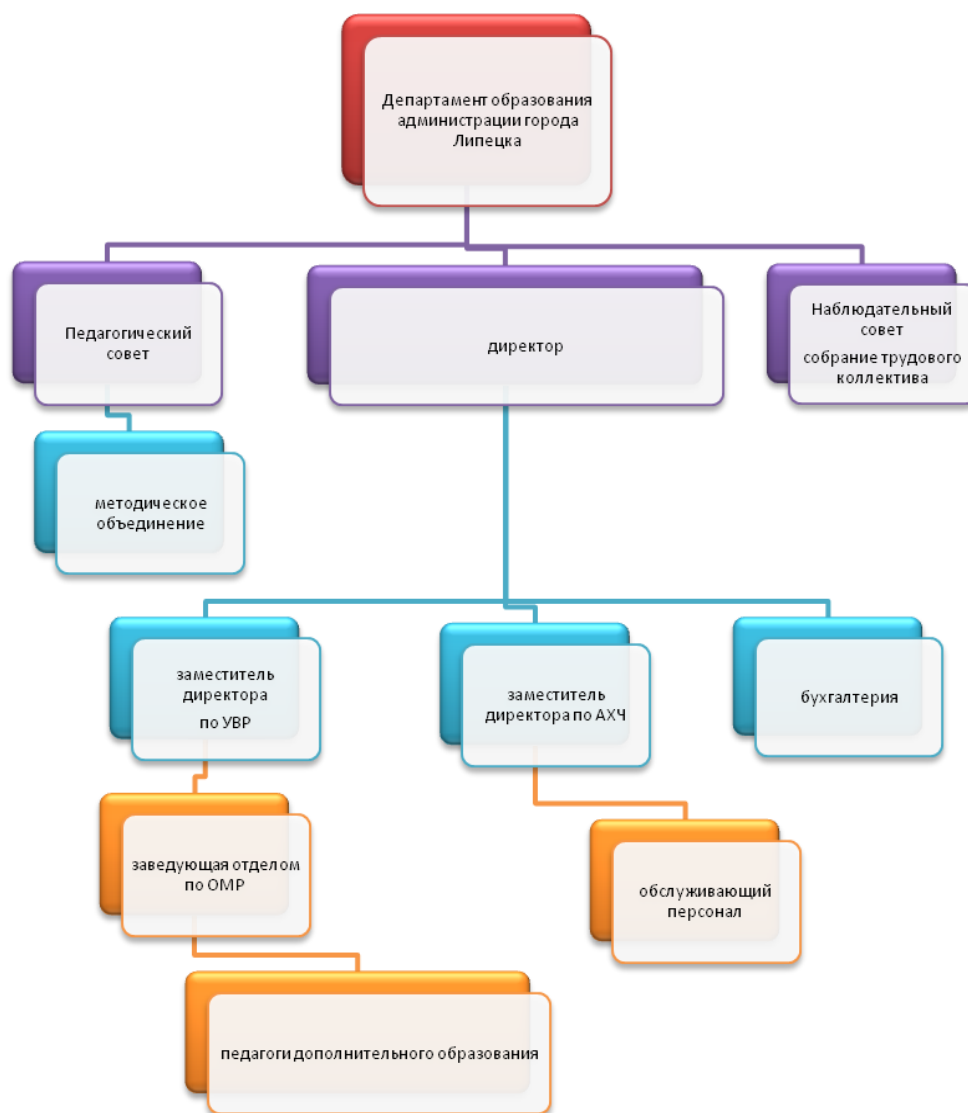 Департамент образования
администрации города
Липецка
Педагогический
совет
директор
Наблюдательный
совет
собрание трудового
коллектива
методическое
объединение
заместитель
директора
по УВР
заместитель
директора по АХЧ
бухгалтерия
заведующая отделом
по ОМР
обслуживающий
персонал
педагоги дополнительного образования